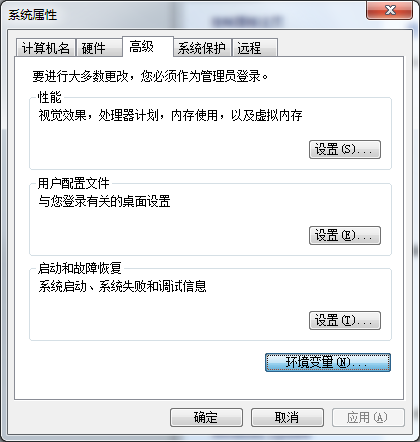 系统属性
计算机名 硬件 高级 系统保护 远程
要进行大多数更改，您必须作为管理员登录。
性能
视觉效果，处理器计划，内存使用，以及虚拟内存
设置(S)...
用户配置文件
与您登录有关的桌面设置
设置(E)...
启动和故障恢复
系统启动、系统失败和调试信息
设置(T)...
环境变量(N)...
确定 取消 应用(A)